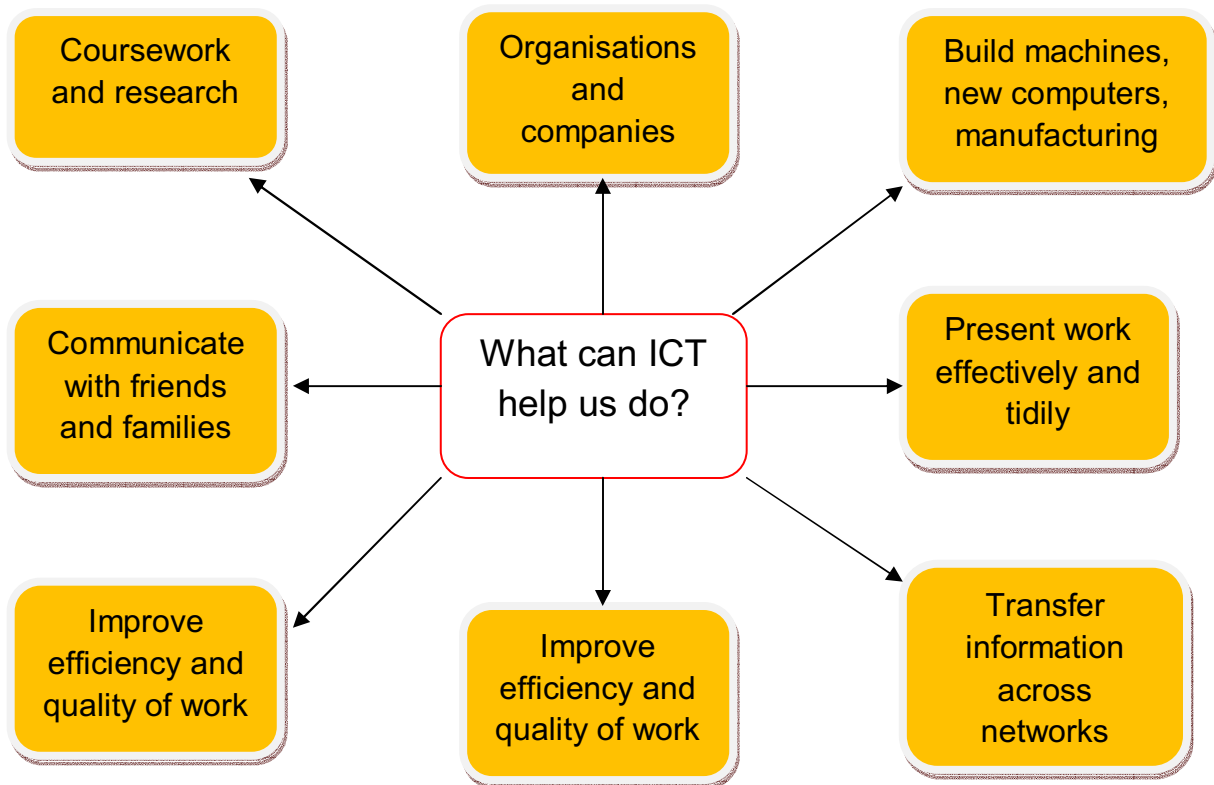 Coursework
and research
Organisations
and
companies
Build machines,
new computers,
manufacturing
Communicate
with friends
and families
What can ICT
help us do?
Present work
effectively and
tidily
Improve
efficiency and
quality of work
Improve
efficiency and
quality of work
Transfer
information
across
networks